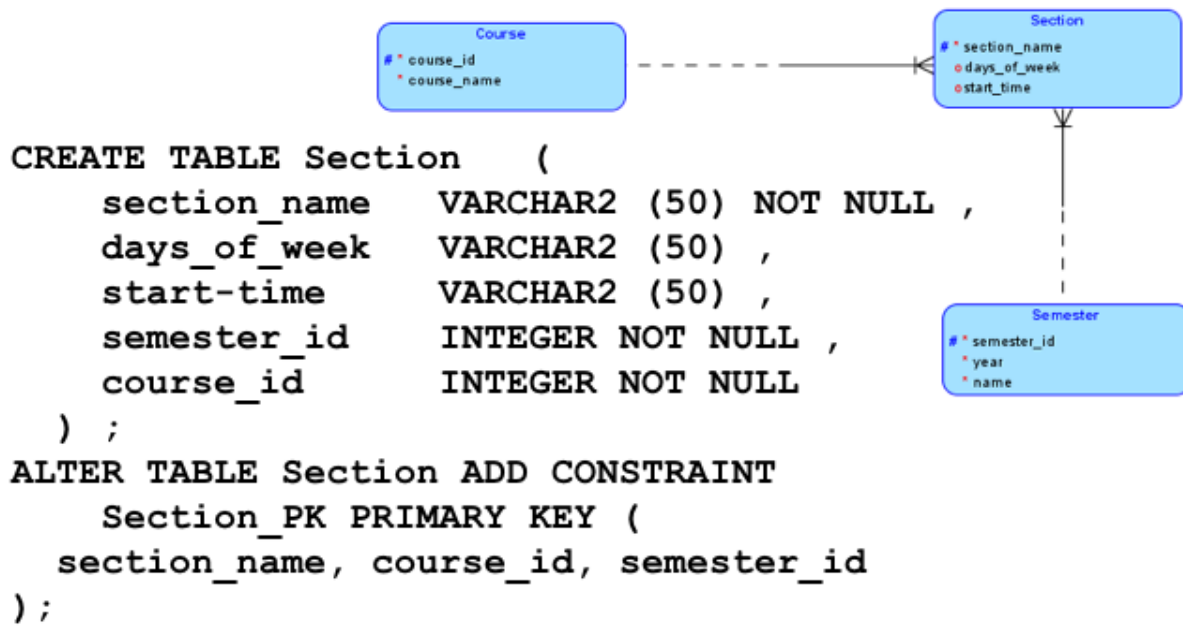 Course
# * course_id
* course_name
Section
# * section_name
o days_of_week
o start_time
CREATE TABLE Section (
section_name VARCHAR2 (50) NOT NULL ,
days_of_week VARCHAR2 (50) ,
start-time VARCHAR2 (50) ,
semester_id INTEGER NOT NULL ,
course_id INTEGER NOT NULL
) ;
Semester
# * semester_id
* year
* name
ALTER TABLE Section ADD CONSTRAINT
Section_PK PRIMARY KEY (
section_name, course_id, semester_id
);